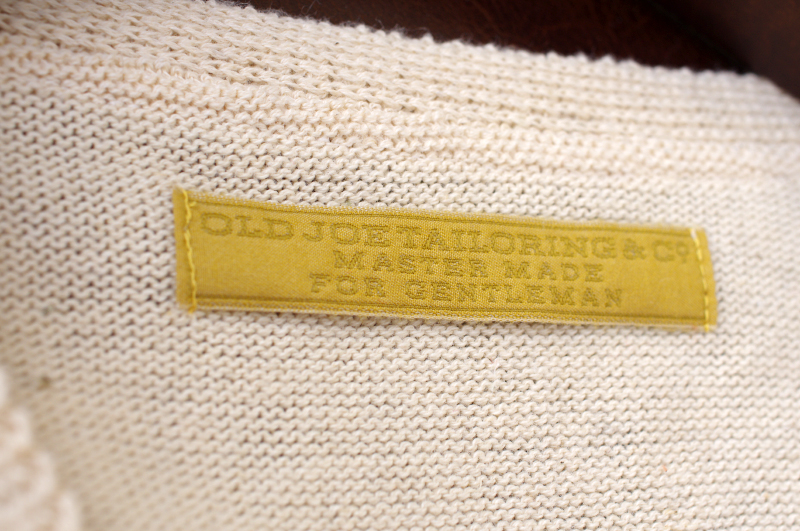 OLD JOE TAILORING & Cº
MASTER MADE
FOR GENTLEMAN